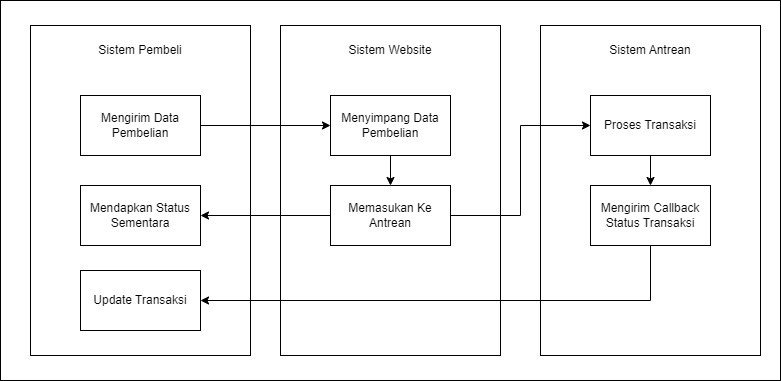 Sistem Pembeli
Sistem Website
Sistem Antrean
Mengirim Data
Pembelian
Menyimpang Data
Pembelian
Proses Transaksi
Mendapkan Status
Sementara
Memasukan Ke
Antrean
Mengirim Callback
Status Transaksi
Update Transaksi